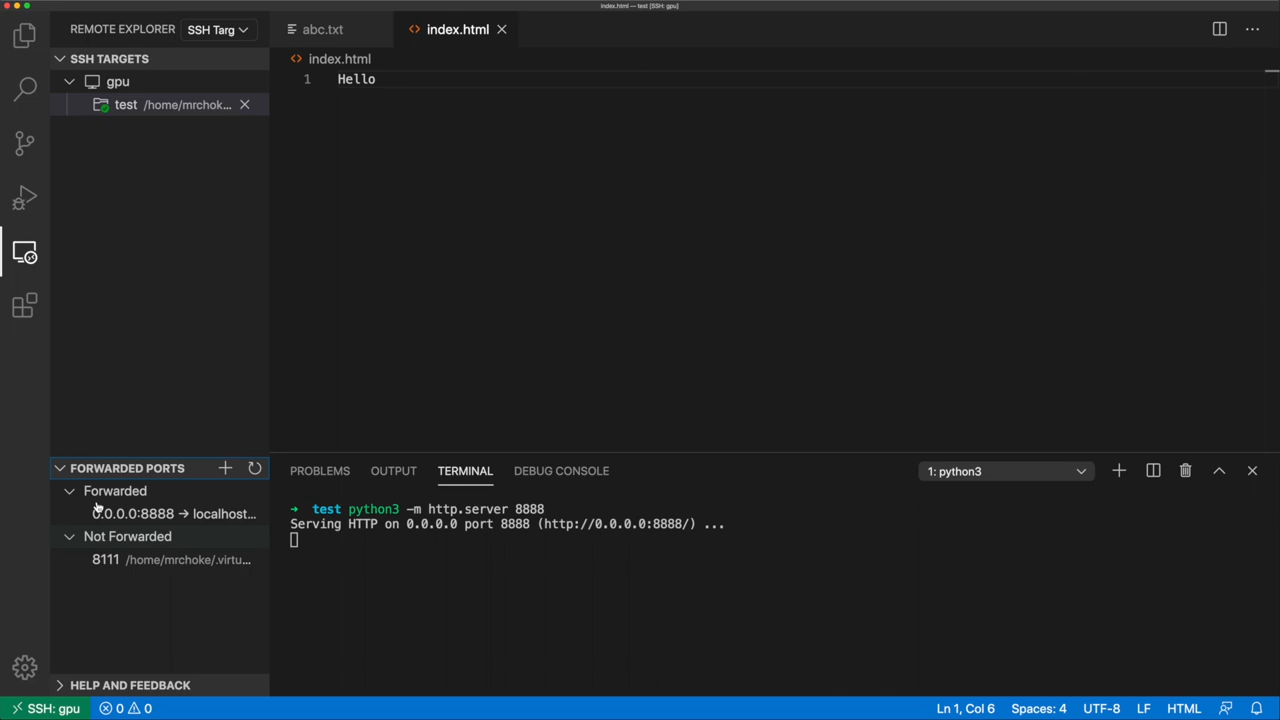 index.html — test [SSH: gpu]
REMOTE EXPLORER
SSH Targ
abc.txt
index.html
SSH TARGETS
gpu
test /home/mrchok...
index.html
1 Hello
FORWARDED PORTS
Forwarded
0.0.0.0:8888 → localhost...
Not Forwarded
8111 /home/mrchoke/.virtu...
HELP AND FEEDBACK
PROBLEMS OUTPUT TERMINAL DEBUG CONSOLE
1: python3
➜ test python3 -m http.server 8888
Serving HTTP on 0.0.0.0 port 8888 (http://0.0.0.0:8888/) ...
SSH: gpu
0 0
Ln 1, Col 6 Spaces: 4 UTF-8 LF HTML